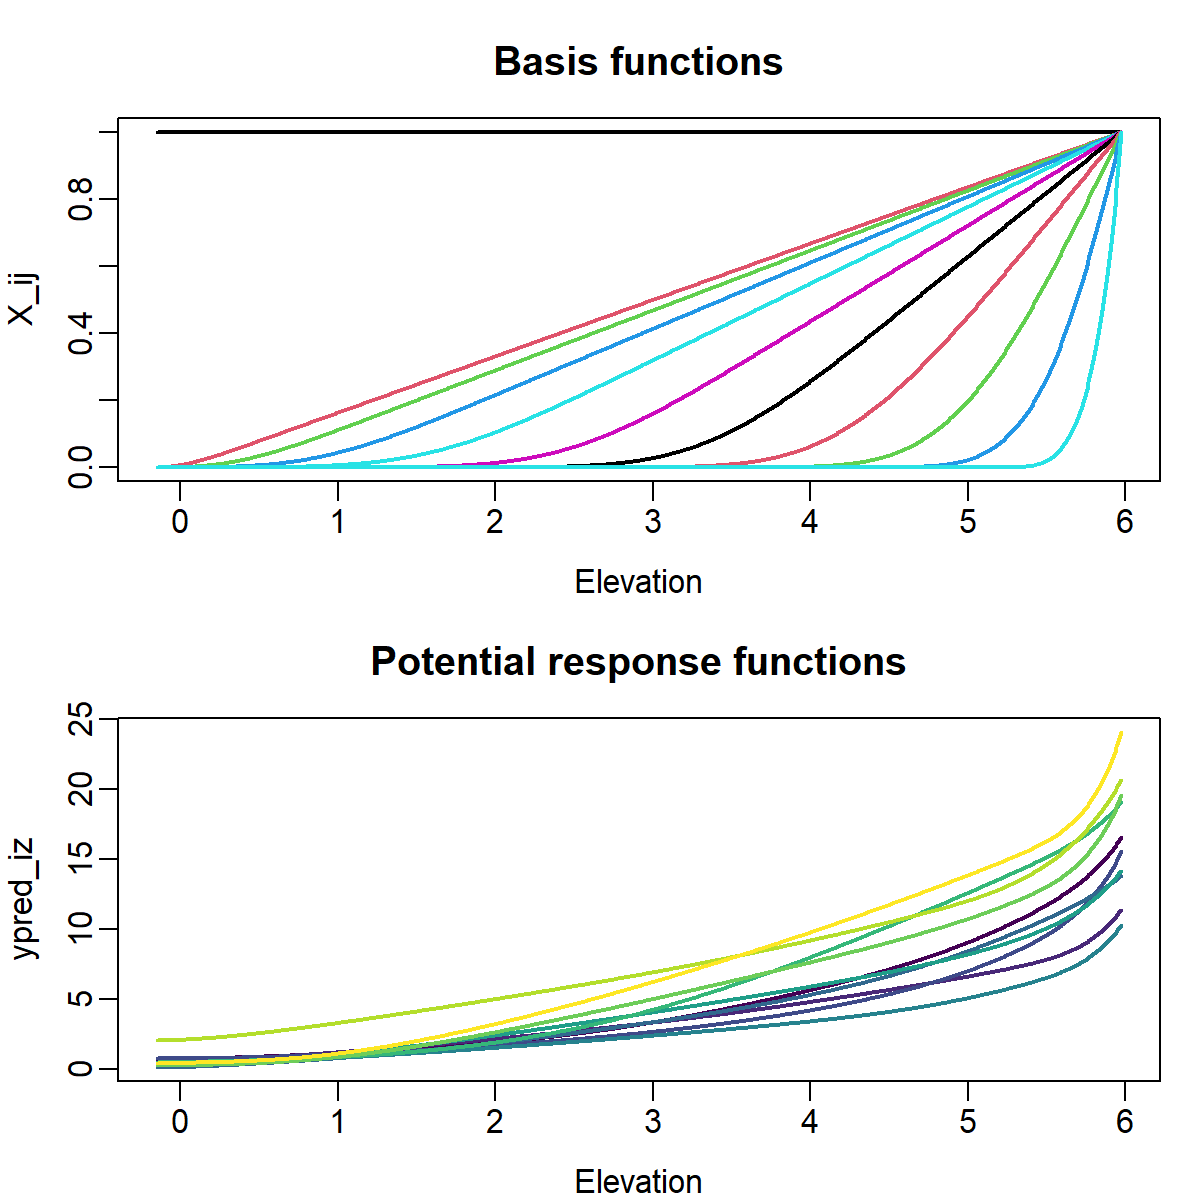 Basis functions
X_ij
0.0
0.4
0.8
0 1 2 3 4 5 6
Elevation
Potential response functions
ypred_iz
0
5
10
15
20
25
0 1 2 3 4 5 6
Elevation